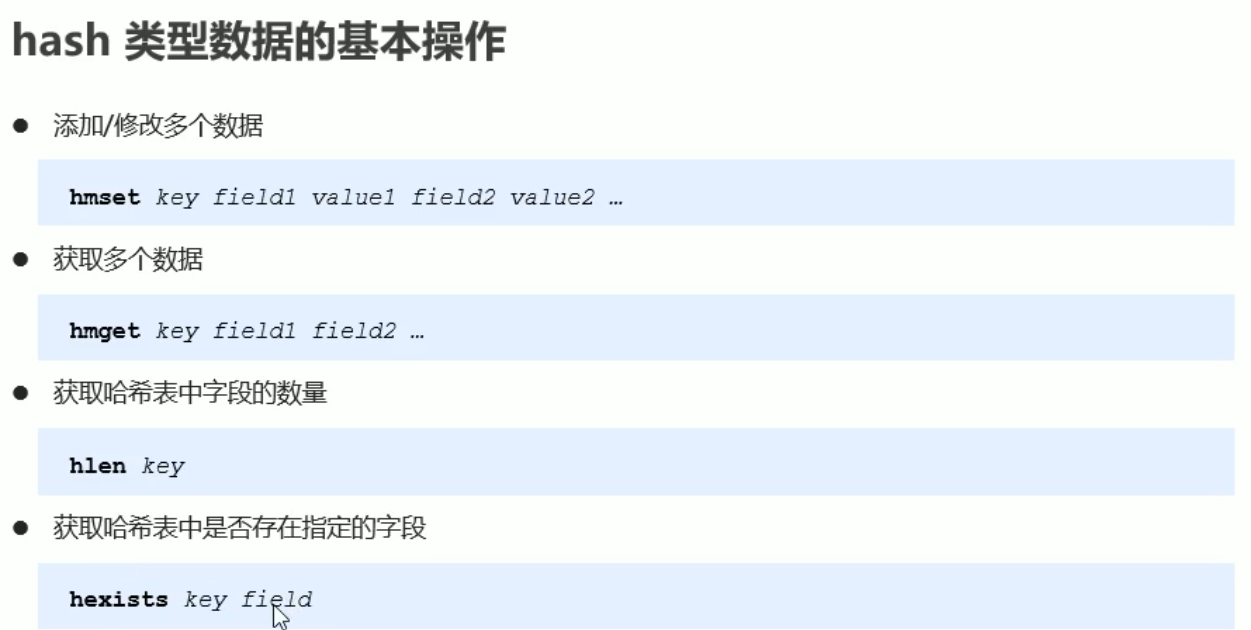 hash 类型数据的基本操作
● 添加/修改多个数据
hmset key field1 value1 field2 value2 …
● 获取多个数据
hmget key field1 field2 …
● 获取哈希表中字段的数量
hlen key
● 获取哈希表中是否存在指定的字段
hexists key field